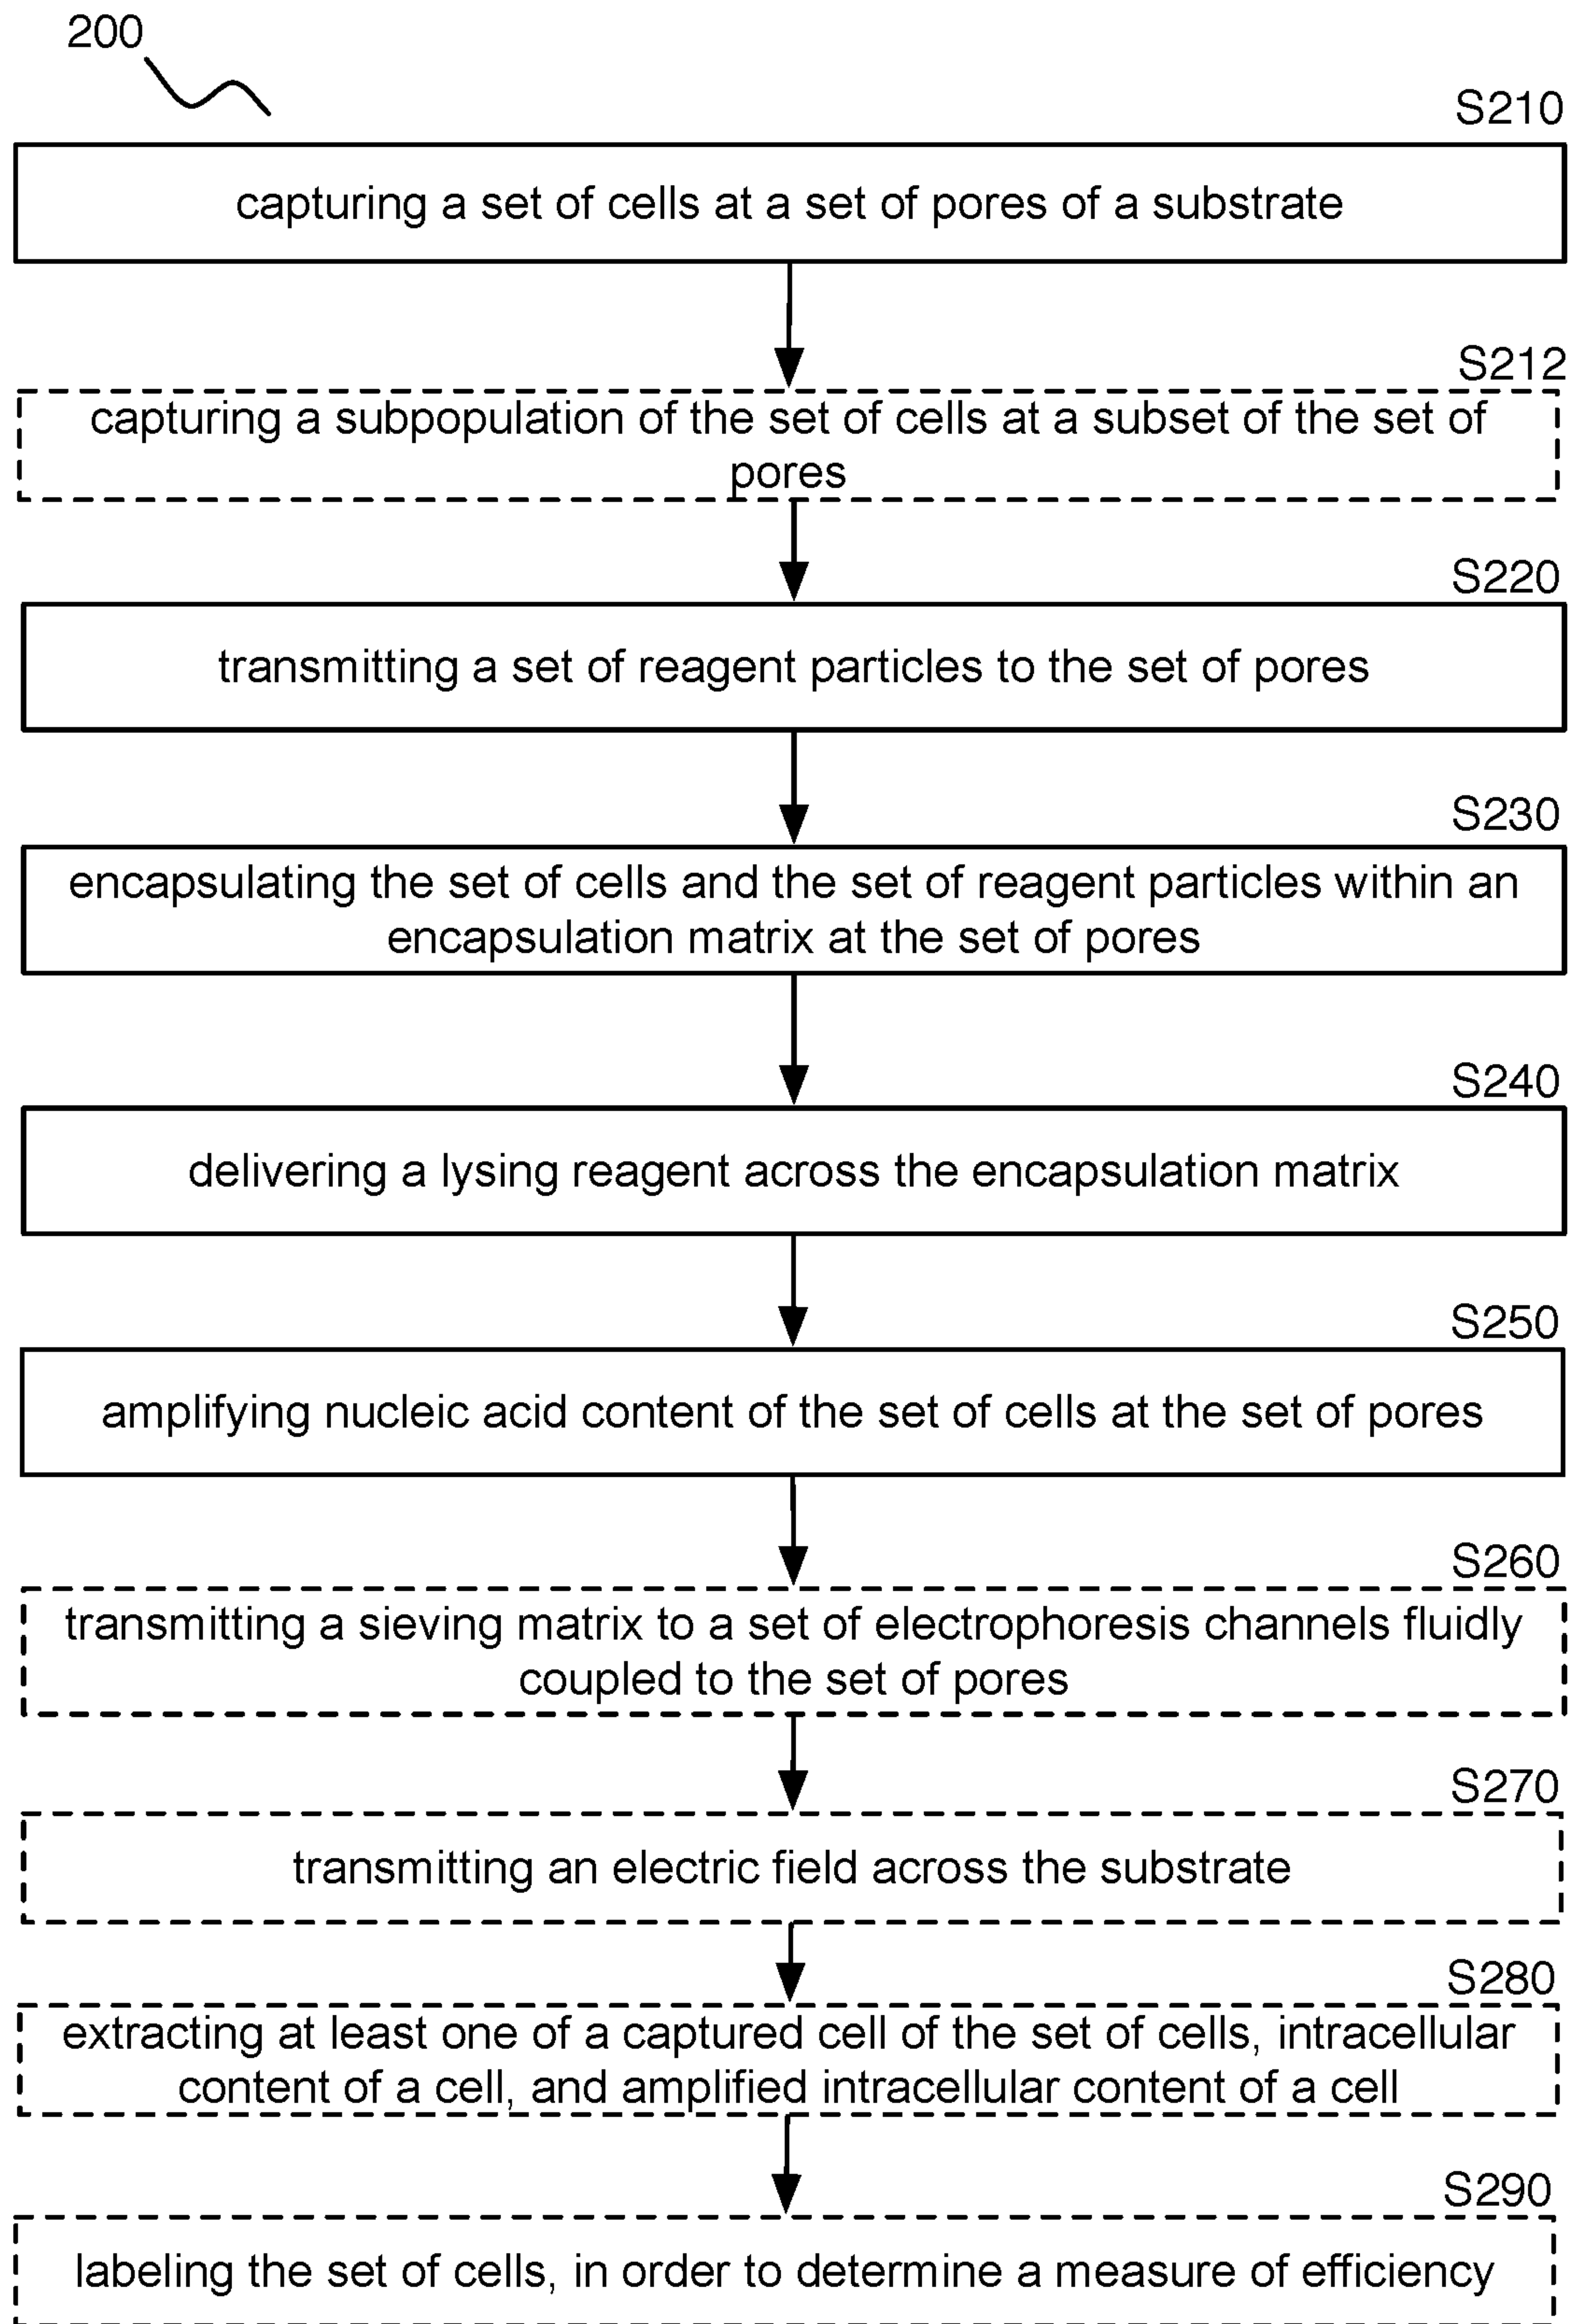 200
S210
capturing a set of cells at a set of pores of a substrate
S212
capturing a subpopulation of the set of cells at a subset of the set of
pores
S220
transmitting a set of reagent particles to the set of pores
S230
encapsulating the set of cells and the set of reagent particles within an
encapsulation matrix at the set of pores
S240
delivering a lysing reagent across the encapsulation matrix
S250
amplifying nucleic acid content of the set of cells at the set of pores
S260
transmitting a sieving matrix to a set of electrophoresis channels fluidly
coupled to the set of pores
S270
transmitting an electric field across the substrate
S280
extracting at least one of a captured cell of the set of cells, intracellular
content of a cell, and amplified intracellular content of a cell
S290
labeling the set of cells, in order to determine a measure of efficiency